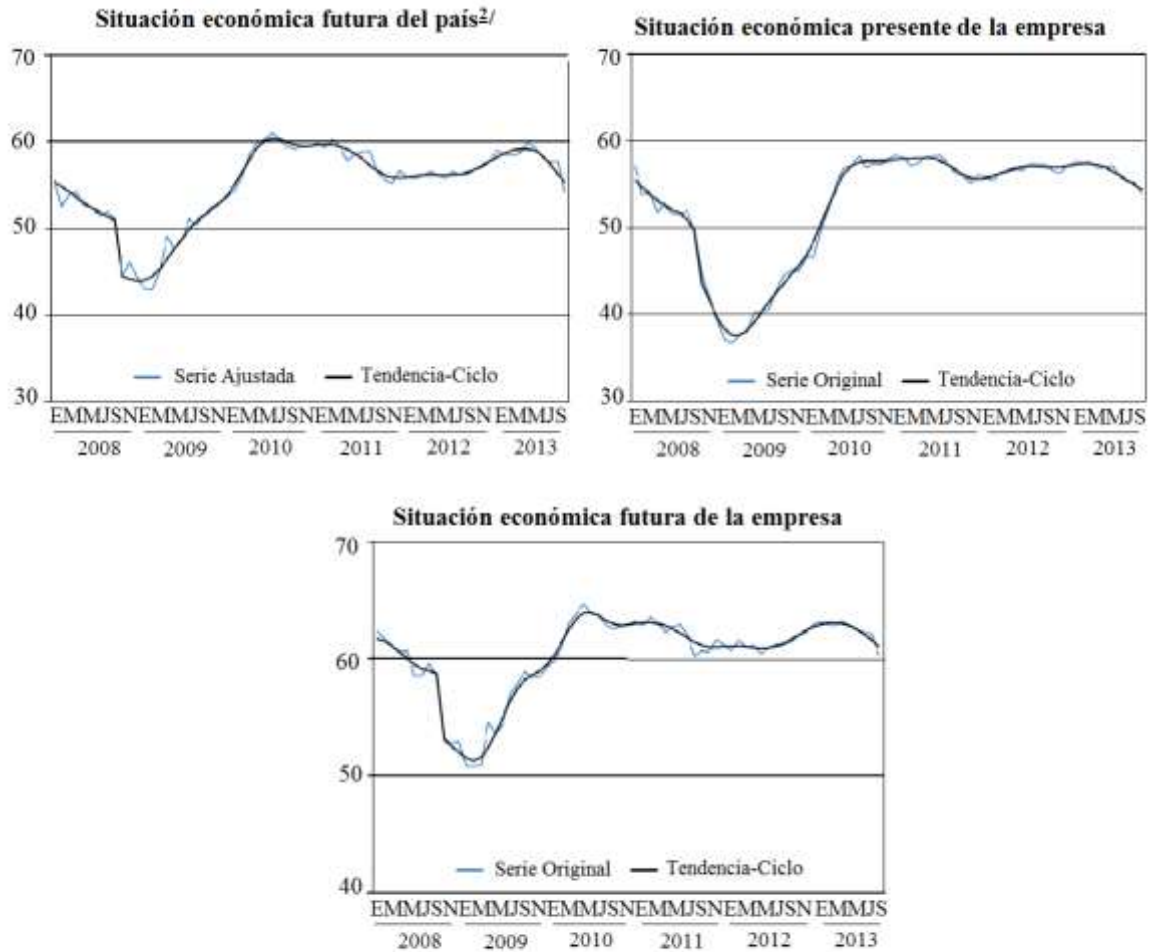 Situación económica futura del país2/
70
60
50
40
30
Serie Ajustada Tendencia-Ciclo
EMMJSNEMMJSNEMMJSNEMMJSNEMMJSN EMMJS
2008 2009 2010 2011 2012 2013
Situación económica presente de la empresa
70
60
50
40
30
Serie Original Tendencia-Ciclo
EMMJSNEMMJSNEMMJSNEMMJSNEMMJSN EMMJS
2008 2009 2010 2011 2012 2013
Situación económica futura de la empresa
70
60
50
40
Serie Original Tendencia-Ciclo
EMMJSNEMMJSNEMMJSNEMMJSNEMMJSN EMMJS
2008 2009 2010 2011 2012 2013